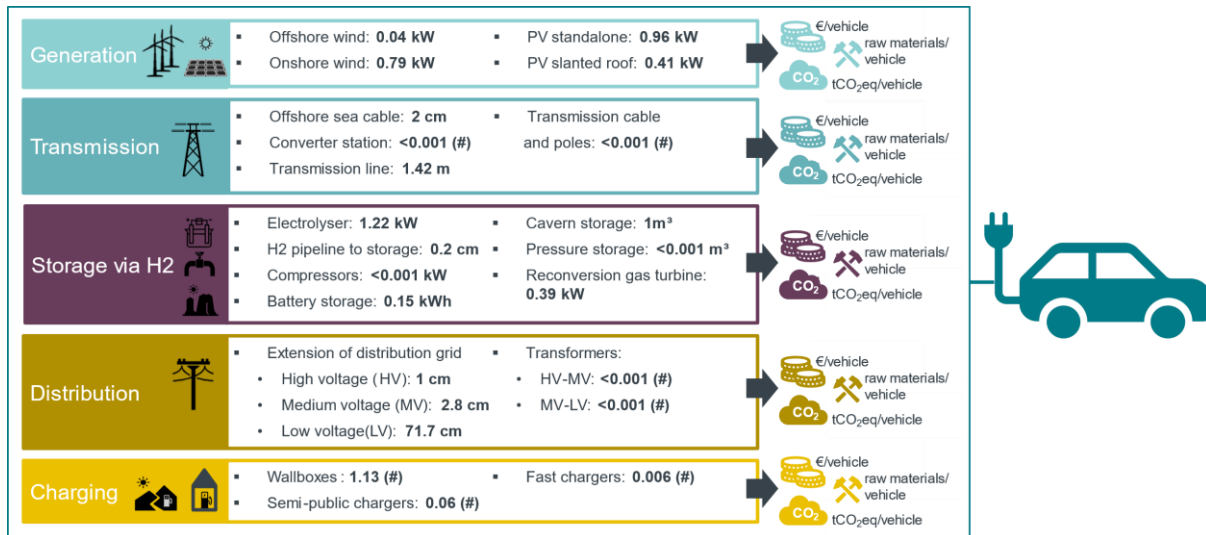 Generation
▪ Offshore wind: 0.04 kW
▪ Onshore wind: 0.79 kW
▪ PV standalone: 0.96 kW
▪ PV slanted roof: 0.41 kW
€/vehicle
raw materials/
vehicle
CO₂
tCO₂eq/vehicle
Transmission
▪ Offshore sea cable: 2 cm
▪ Converter station: <0.001 (#)
▪ Transmission line: 1.42 m
▪ Transmission cable
and poles: <0.001 (#)
€/vehicle
raw materials/
vehicle
CO₂
tCO₂eq/vehicle
Storage via H2
▪ Electrolyser: 1.22 kW
▪ H2 pipeline to storage: 0.2 cm
▪ Compressors: <0.001 kW
▪ Battery storage: 0.15 kWh
▪ Cavern storage: 1m³
▪ Pressure storage: <0.001 m³
▪ Reconversion gas turbine:
0.39 kW
€/vehicle
raw materials/
vehicle
CO₂
tCO₂eq/vehicle
Distribution
▪ Extension of distribution grid
• High voltage (HV): 1 cm
• Medium voltage (MV): 2.8 cm
• Low voltage(LV): 71.7 cm
▪ Transformers:
• HV-MV: <0.001 (#)
• MV-LV: <0.001 (#)
€/vehicle
raw materials/
vehicle
CO₂
tCO₂eq/vehicle
Charging
▪ Wallboxes : 1.13 (#)
▪ Semi-public chargers: 0.06 (#)
▪ Fast chargers: 0.006 (#)
€/vehicle
raw materials/
vehicle
CO₂
tCO₂eq/vehicle